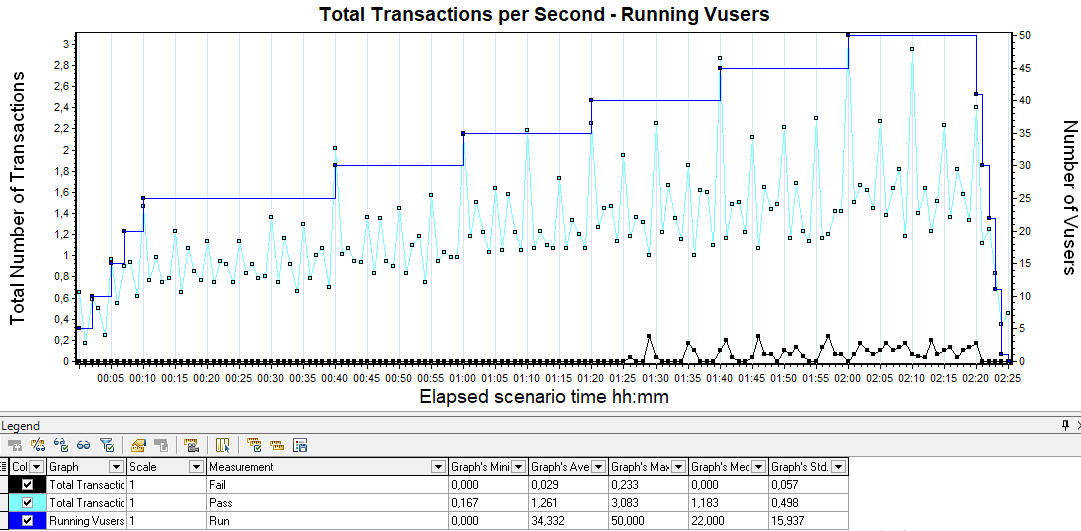 Total Transactions per Second - Running Vusers
Total Number of Transactions
3
2,8
2,6
2,4
2,2
2
1,8
1,6
1,4
1,2
1
0,8
0,6
0,4
0,2
0
50
45
40
35
30
25
20
15
10
5
0
Number of Vusers
00:05 00:10 00:15 00:20 00:25 00:30 00:35 00:40 00:45 00:50 00:55 01:00 01:05 01:10 01:15 01:20 01:25 01:30 01:35 01:40 01:45 01:50 01:55 02:00 02:05 02:10 02:15 02:20 02:25
Elapsed scenario time hh:mm
Legend
Col Graph Scale Measurement Graph's Mini Graph's Ave Graph's Max Graph's Med Graph's Std.
Total Transactic 1 Fail 0,000 0,029 0,233 0,000 0,057
Total Transactic 1 Pass 0,167 1,261 3,083 1,183 0,498
Running Vusers 1 Run 0,000 34,332 50,000 22,000 15,937